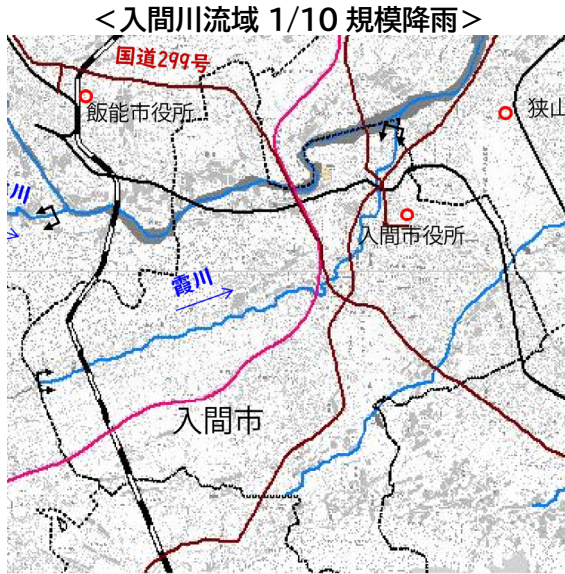 <入間川流域 1/10 規模降雨>
国道299号
飯能市役所
狭山
川
入間市役所
霞川
入間市